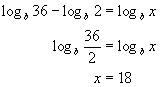 log_b 36 − log_b 2 = log_b x
log_b 36/2 = log_b x
x = 18